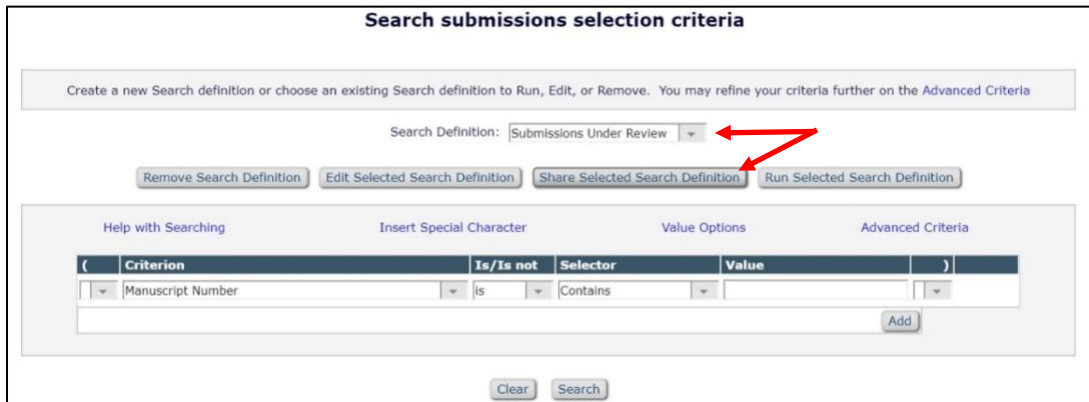 Search submissions selection criteria
Create a new Search definition or choose an existing Search definition to Run, Edit, or Remove. You may refine your criteria further on the Advanced Criteria
Search Definition: Submissions Under Review
Remove Search Definition Edit Selected Search Definition Share Selected Search Definition Run Selected Search Definition
Help with Searching Insert Special Character Value Options Advanced Criteria
( Criterion Is/Is not Selector Value )
Manuscript Number is Contains
Add
Clear Search